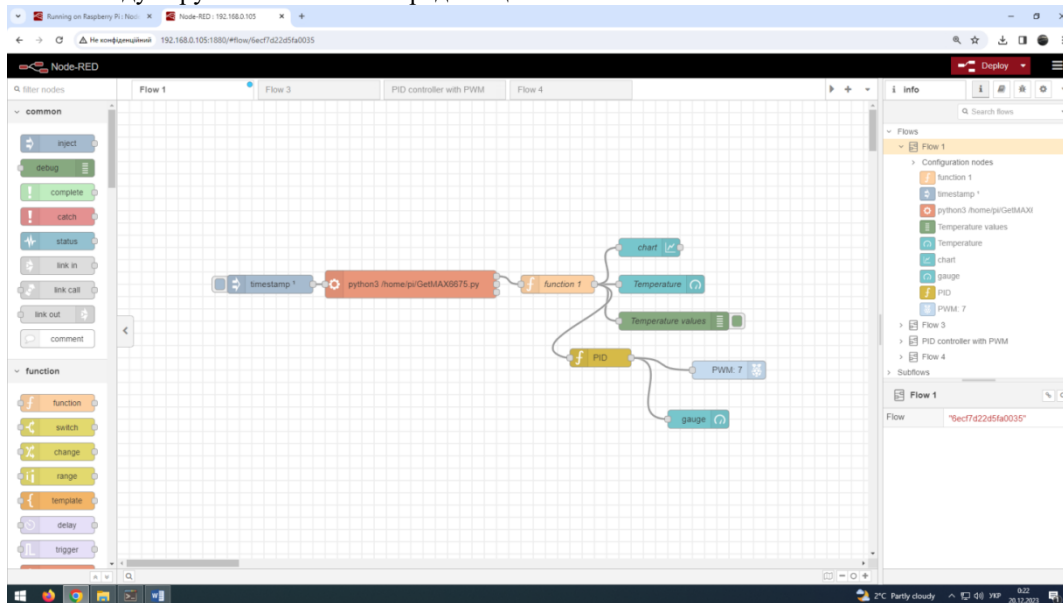 Running on Raspberry Pi : Nod
Node-RED : 192.168.0.105
Не конфіденційний
192.168.0.105:1880/#flow/6ecf7d22d5fa0035
Node-RED
Deploy
filter nodes
Flow 1
Flow 3
PID controller with PWM
Flow 4
i info
Search flows
common
inject
debug
complete
catch
status
link in
link call
link out
comment
function
function
switch
change
range
template
delay
trigger
timestamp ¹
python3 /home/pi/GetMAX6675.py
function 1
chart
Temperature
Temperature values
PID
PWM: 7
gauge
Flows
Flow 1
Configuration nodes
function 1
timestamp ¹
python3 /home/pi/GetMAX(
Temperature values
Temperature
chart
gauge
PID
PWM: 7
Flow 3
PID controller with PWM
Flow 4
Subflows
Flow 1
Flow
"6ecf7d22d5fa0035"
2°C Partly cloudy
УКР
0:22
20.12.2023